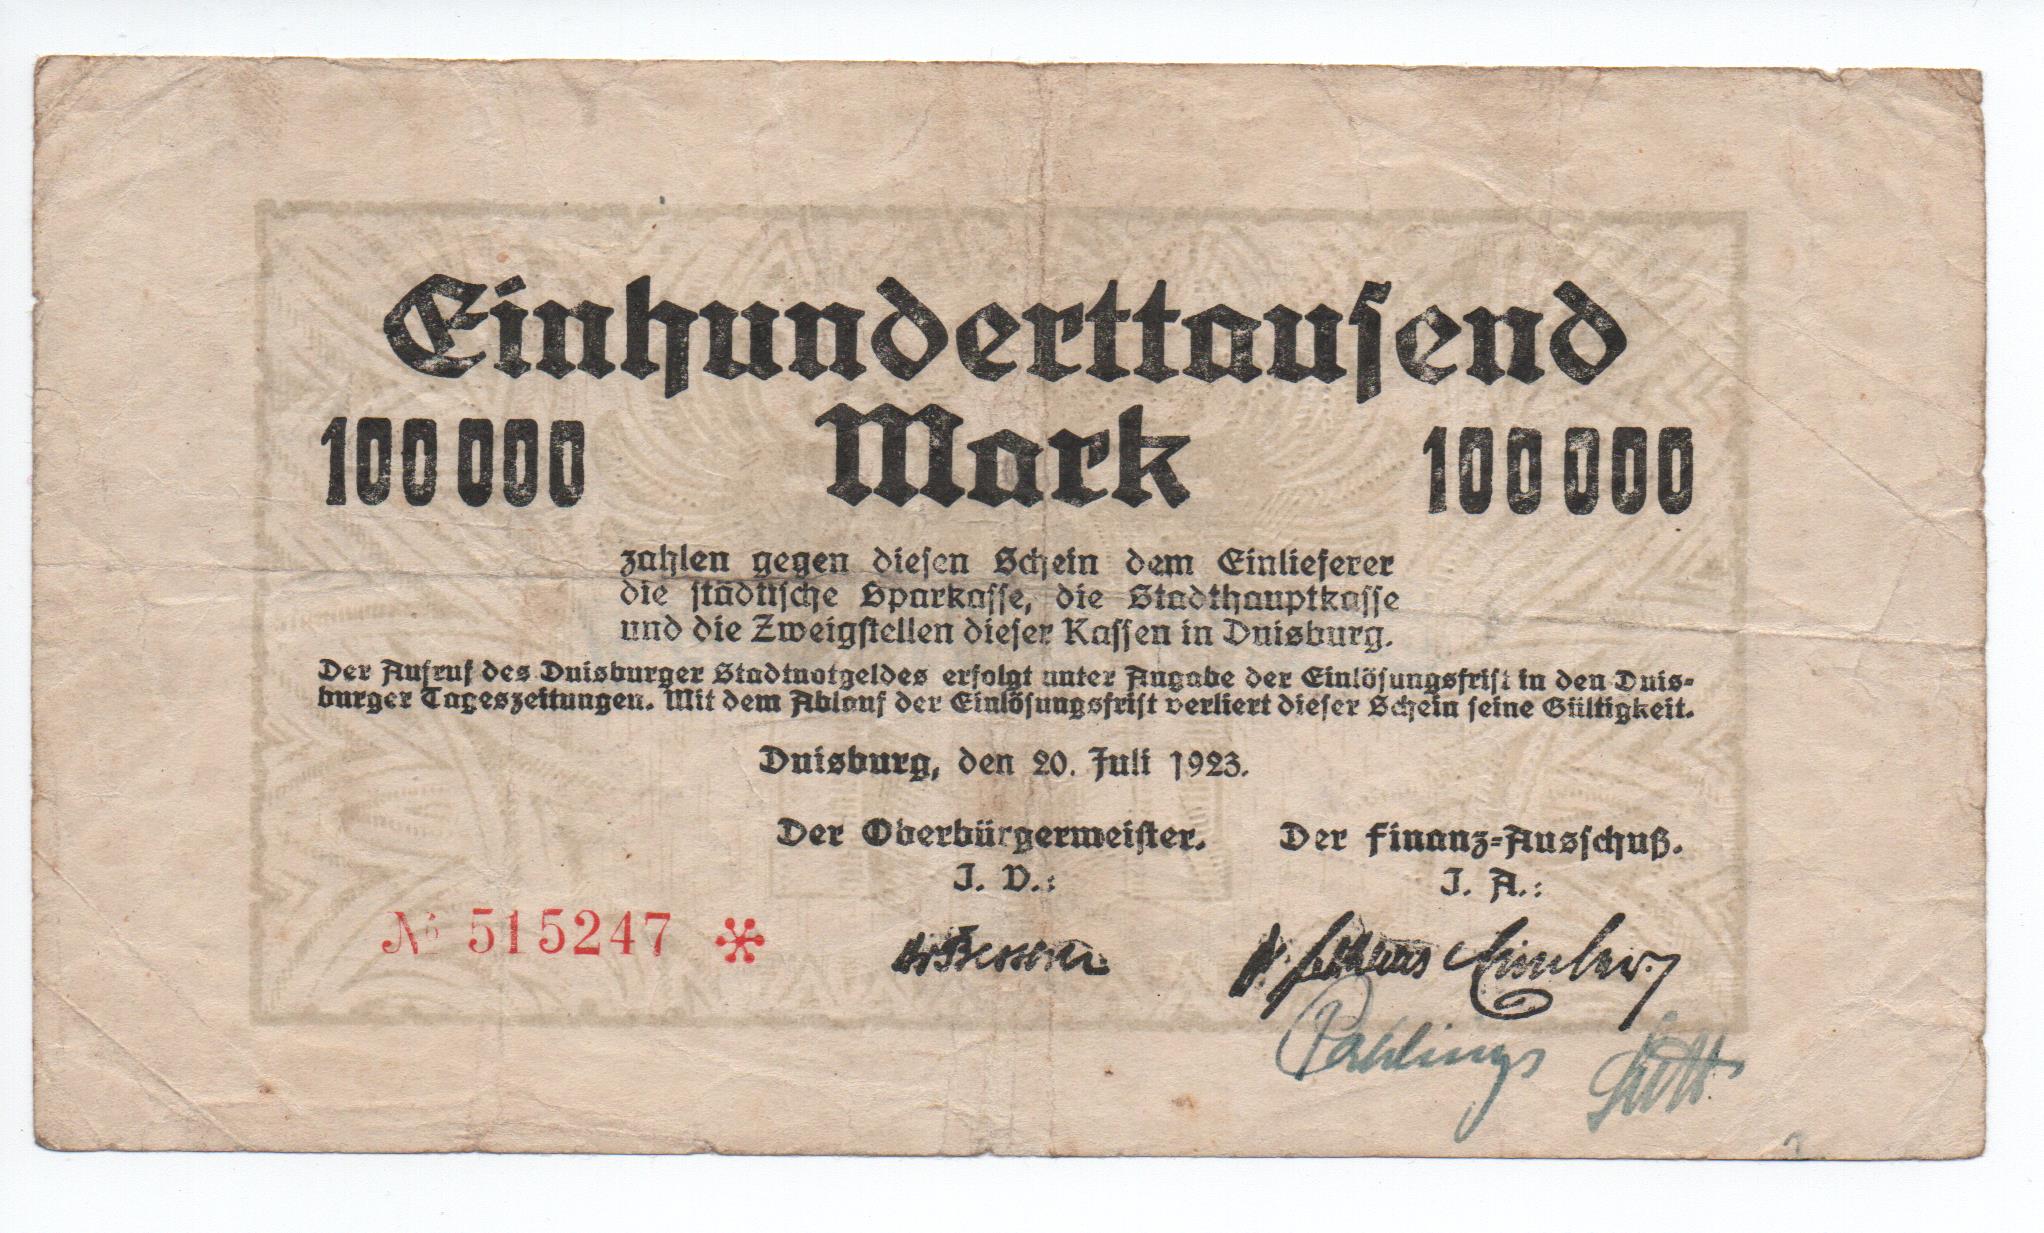 Einhunderttausend
100 000 Mark 100 000
zahlen gegen diesen Schein dem Einlieferer
die städtische Sparkasse, die Stadthauptkasse
und die Zweigstellen dieser Kassen in Duisburg.
Der Aufruf des Duisburger Stadtnotgeldes erfolgt unter Angabe der Einlösungsfrist in den Duis-
burger Tageszeitungen. Mit dem Ablauf der Einlösungsfrist verliert dieser Schein seine Gültigkeit.
Duisburg, den 20. Juli 1923.
Der Oberbürgermeister. Der Finanz-Ausschuß.
I. V.: I. A.:
№ 515247 *
Pahlings